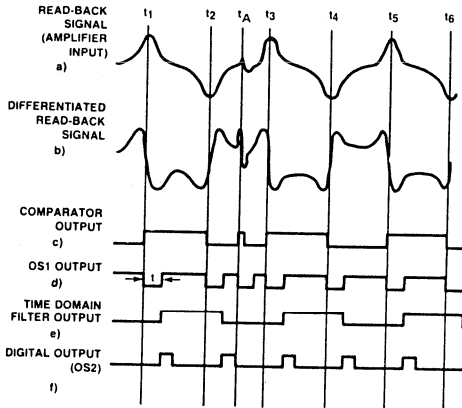 t1 t2 tA t3 t4 t5 t6
READ-BACK
SIGNAL
(AMPLIFIER
INPUT)
a)
DIFFERENTIATED
READ-BACK
SIGNAL
b)
COMPARATOR
OUTPUT
c)
OS1 OUTPUT
d)
t
TIME DOMAIN
FILTER OUTPUT
e)
DIGITAL OUTPUT
(OS2)
f)